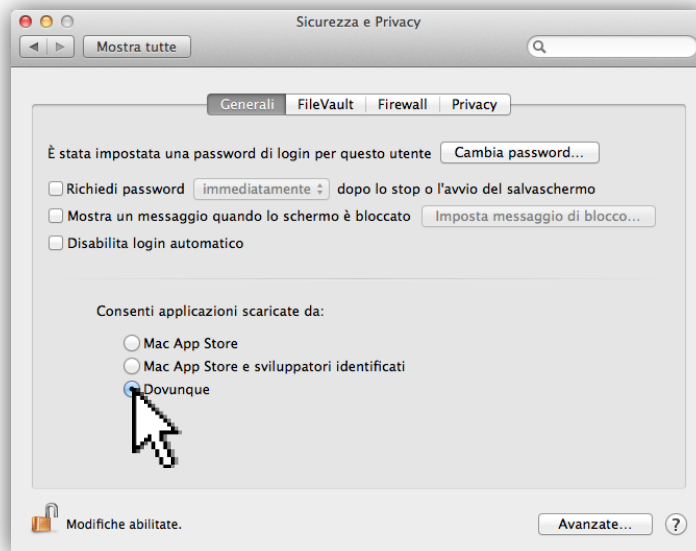 Sicurezza e Privacy
Mostra tutte
Generali FileVault Firewall Privacy
È stata impostata una password di login per questo utente Cambia password...
Richiedi password immediatamente dopo lo stop o l'avvio del salvaschermo
Mostra un messaggio quando lo schermo è bloccato Imposta messaggio di blocco...
Disabilita login automatico
Consenti applicazioni scaricate da:
Mac App Store
Mac App Store e sviluppatori identificati
Dovunque
Modifiche abilitate. Avanzate... ?